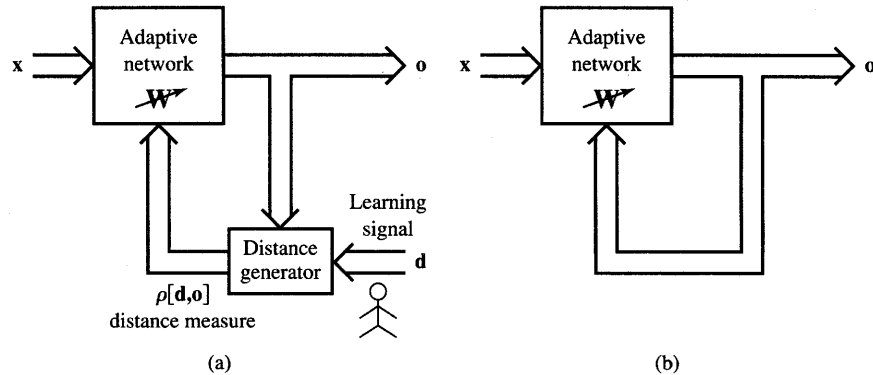 Adaptive
network
x
W
o
Learning
signal
Distance
generator
d
ρ[d,o]
distance measure
(a)
Adaptive
network
x
W
o
(b)